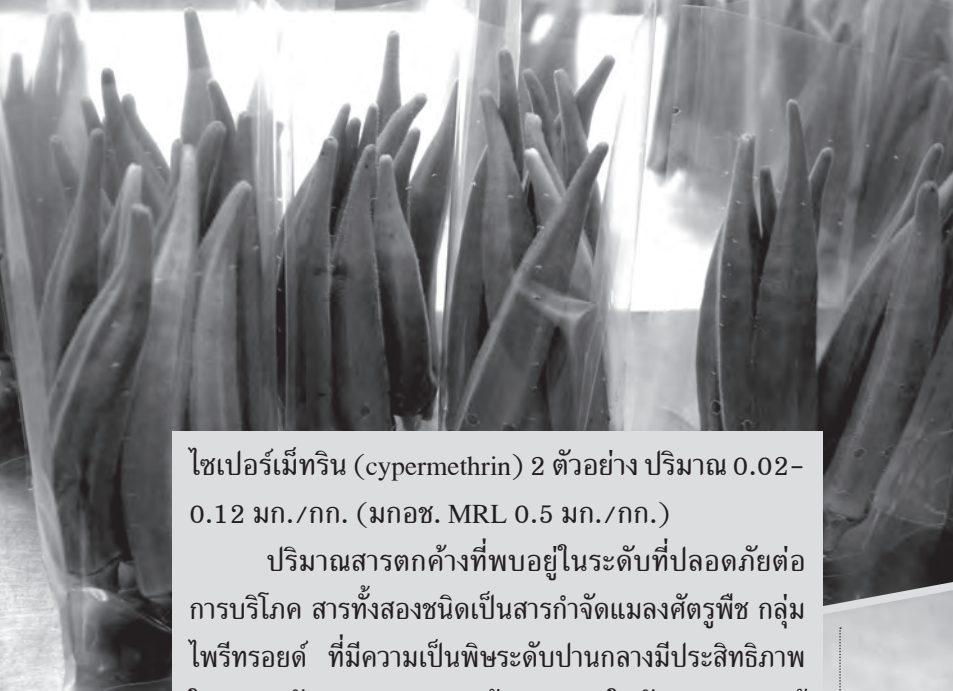 ไซเปอร์เม็ทริน (cypermethrin) 2 ตัวอย่าง ปริมาณ 0.02-
0.12 มก./กก. (มกอช. MRL 0.5 มก./กก.)
ปริมาณสารตกค้างที่พบอยู่ในระดับที่ปลอดภัยต่อ
การบริโภค สารทั้งสองชนิดเป็นสารกำจัดแมลงศัตรูพืช กลุ่ม
ไพรีทรอยด์ ที่มีความเป็นพิษระดับปานกลางมีประสิทธิภาพ